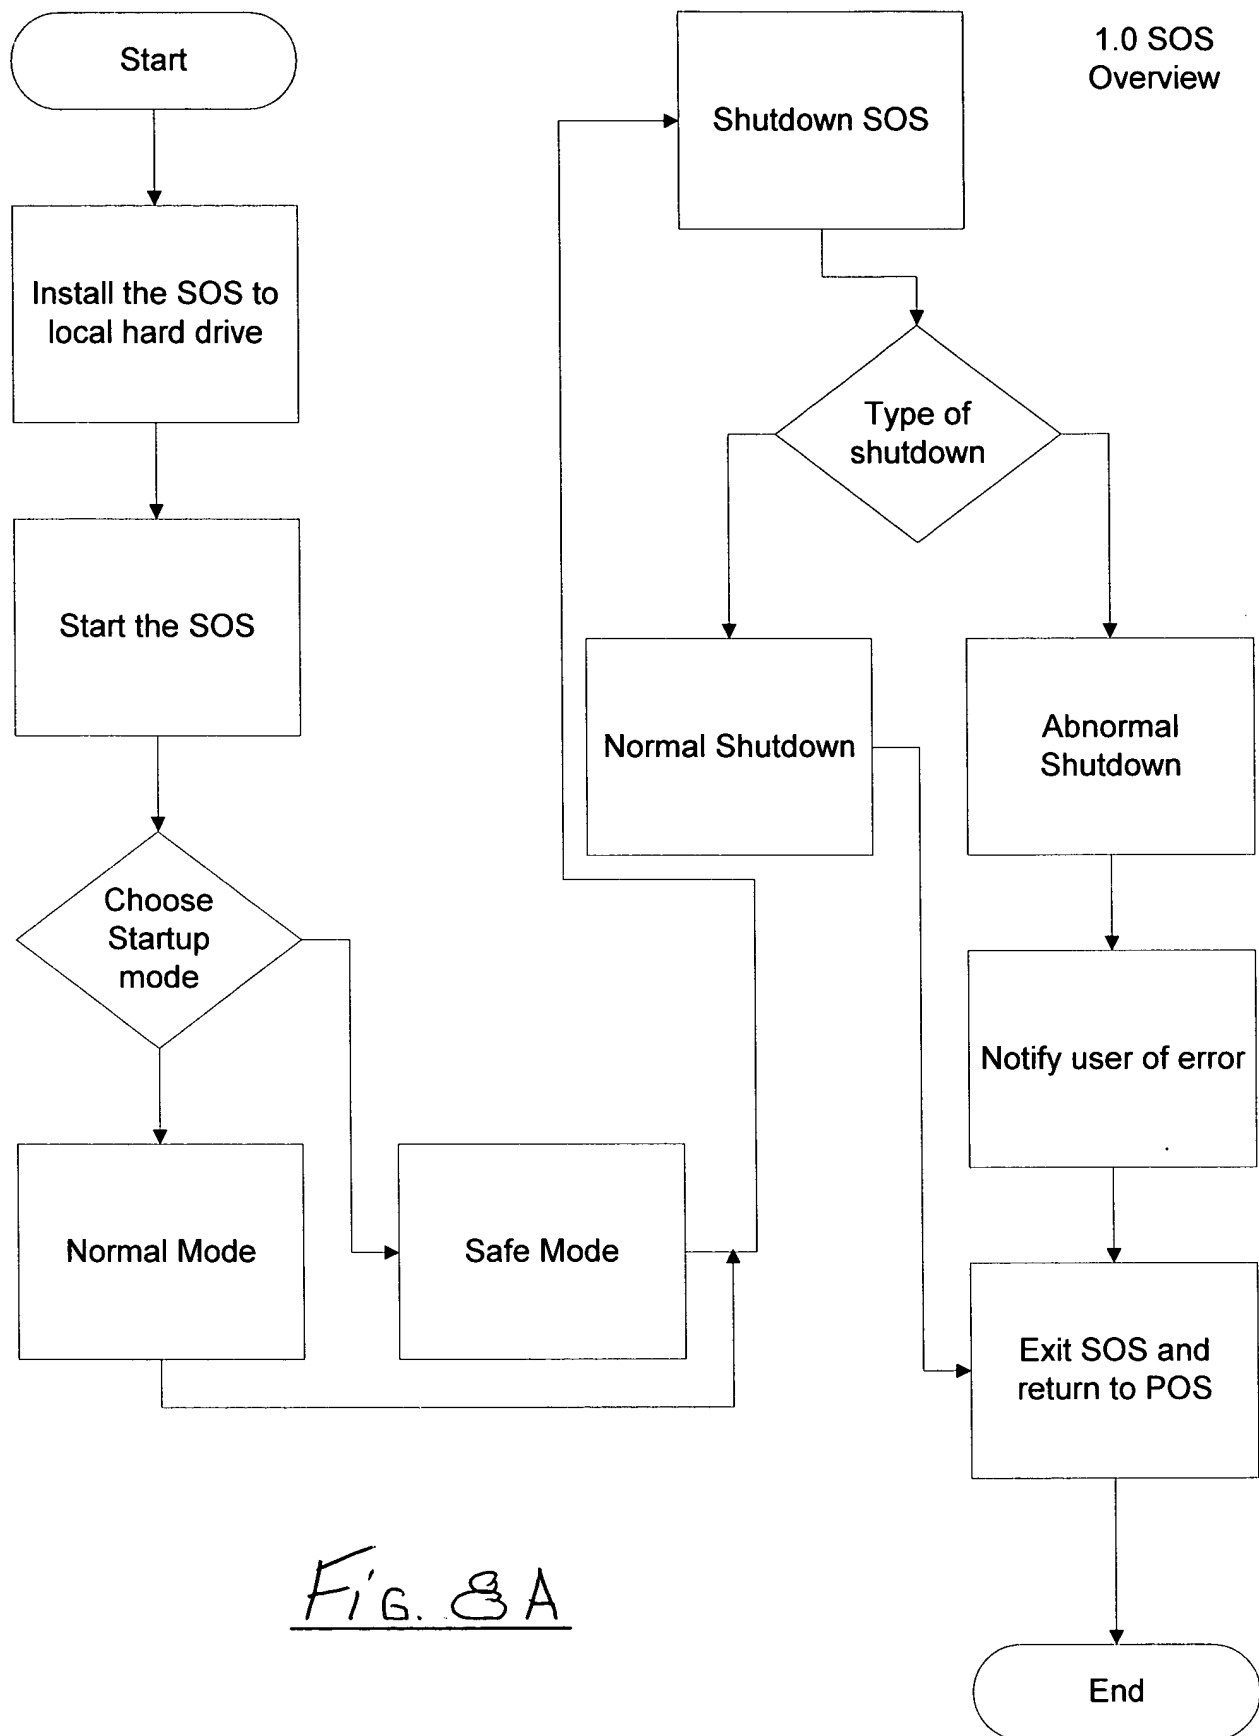 1.0 SOS
Overview
Start
Install the SOS to
local hard drive
Start the SOS
Choose
Startup
mode
Normal Mode
Safe Mode
Shutdown SOS
Type of
shutdown
Normal Shutdown
Abnormal
Shutdown
Notify user of error
Exit SOS and
return to POS
End
Fig. 8A